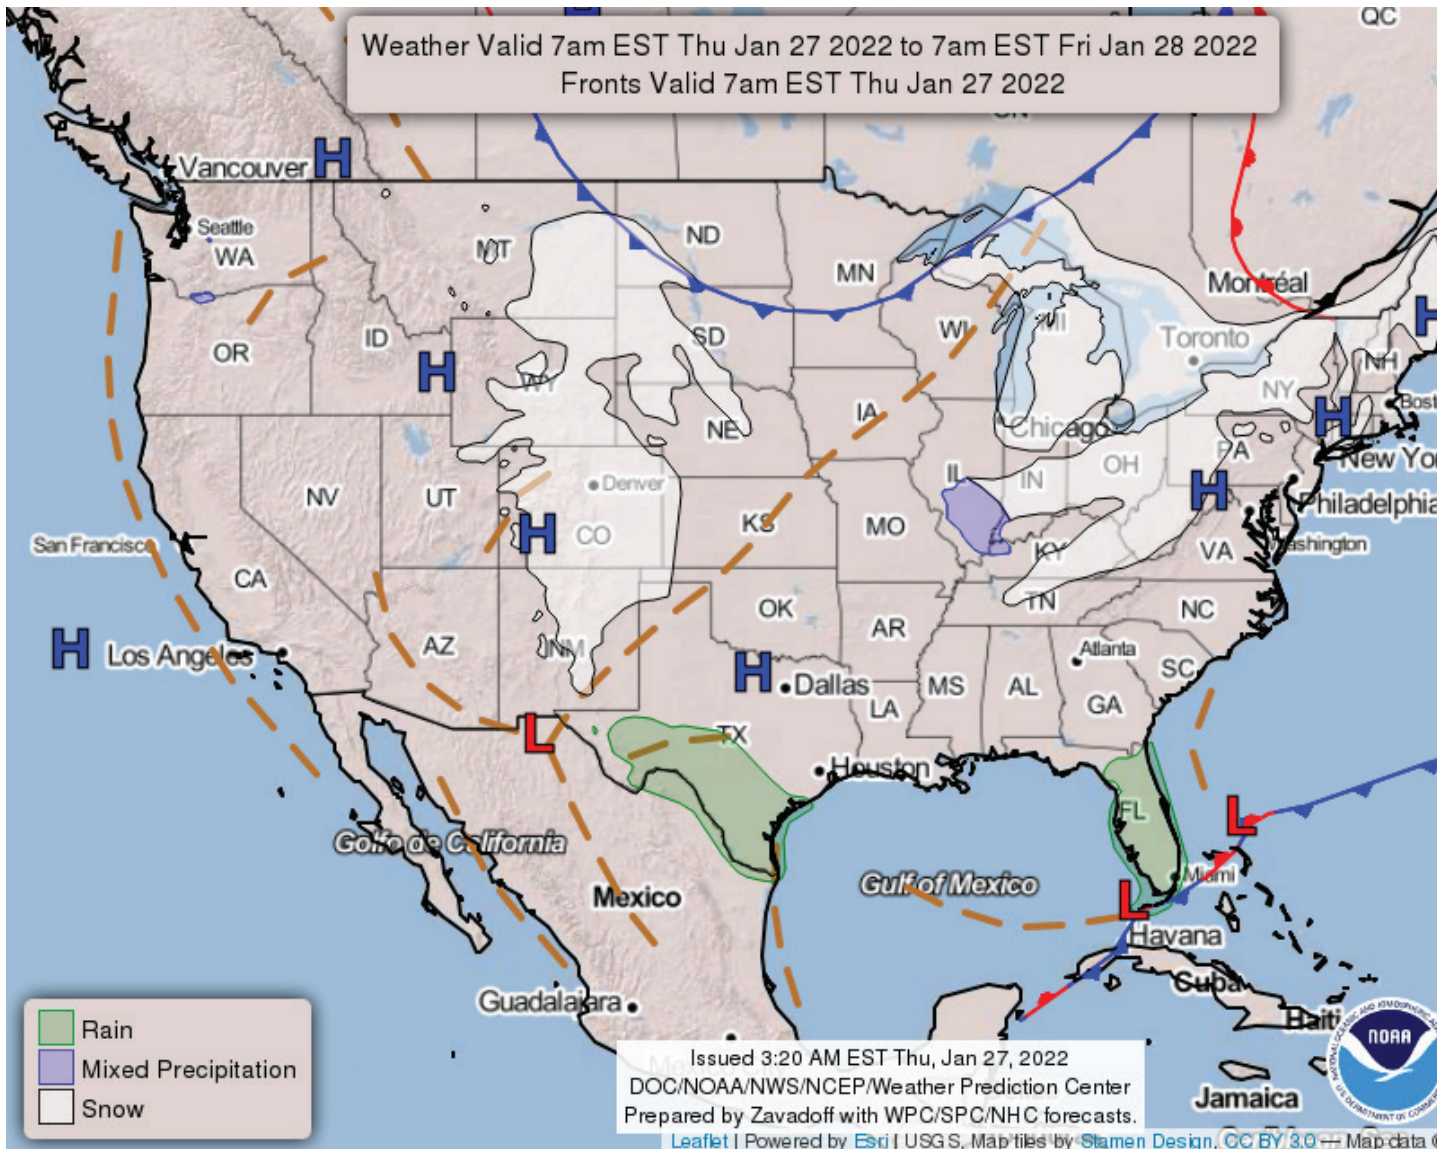 QC
Weather Valid 7am EST Thu Jan 27 2022 to 7am EST Fri Jan 28 2022
Fronts Valid 7am EST Thu Jan 27 2022
ON
H
Vancouver
H
Seattle
WA
MT
ND
MN
Montréal
OR
ID
H
WY
SD
WI
MI
Toronto
NH
H
NY
Bost
IA
NE
Chicago
H
New Yo
NV
UT
Denver
IL
IN
OH
PA
H
Philadelphia
San Francisco
H
CO
KS
MO
KY
VA
Washington
CA
OK
TN
NC
H
Los Angeles
AZ
NM
AR
Atlanta
SC
H
Dallas
MS
AL
GA
LA
L
TX
Houston
FL
L
Golfo de California
Miami
Gulf of Mexico
Mexico
L
Havana
Cuba
Guadalajara
Haiti
NOAA
Rain
Mixed Precipitation
Snow
Mexico City
Issued 3:20 AM EST Thu, Jan 27, 2022
DOC/NOAA/NWS/NCEP/Weather Prediction Center
Prepared by Zavadoff with WPC/SPC/NHC forecasts.
Jamaica
Leaflet | Powered by Esri | USGS, Map tiles by Stamen Design, CC BY 3.0 — Map data ©